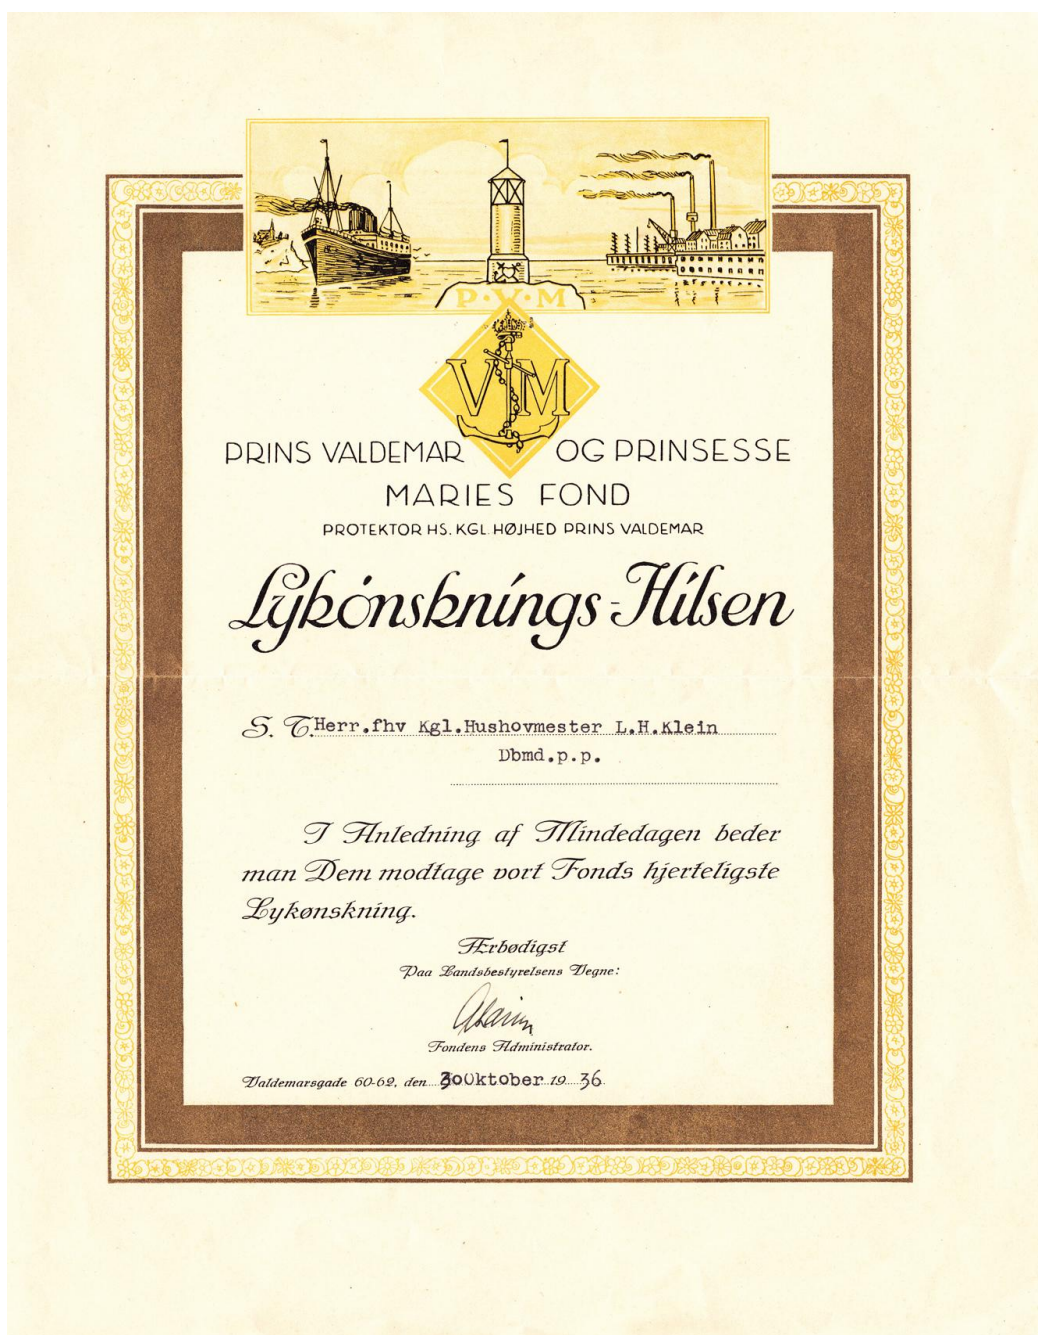 P·V·M
V M
PRINS VALDEMAR OG PRINSESSE
MARIES FOND
PROTEKTOR HS. KGL. HØJHED PRINS VALDEMAR
Lykønsknings-Hilsen
S. T. Herr.fhv Kgl.Hushovmester L.H.Klein
Dbmd.p.p.
I Anledning af Mindedagen beder
man Dem modtage vort Fonds hjerteligste
Lykønskning.
Ærbødigst
Paa Landsbestyrelsens Vegne:
Fondens Administrator.
Valdemarsgade 60-62, den 30 Oktober 19 36.